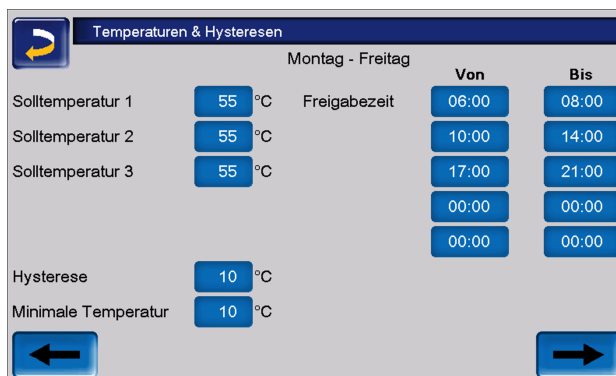 Temperaturen & Hysteresen
Montag - Freitag
Von Bis
Solltemperatur 1 55 °C Freigabezeit 06:00 08:00
Solltemperatur 2 55 °C 10:00 14:00
Solltemperatur 3 55 °C 17:00 21:00
00:00 00:00
00:00 00:00
Hysterese 10 °C
Minimale Temperatur 10 °C